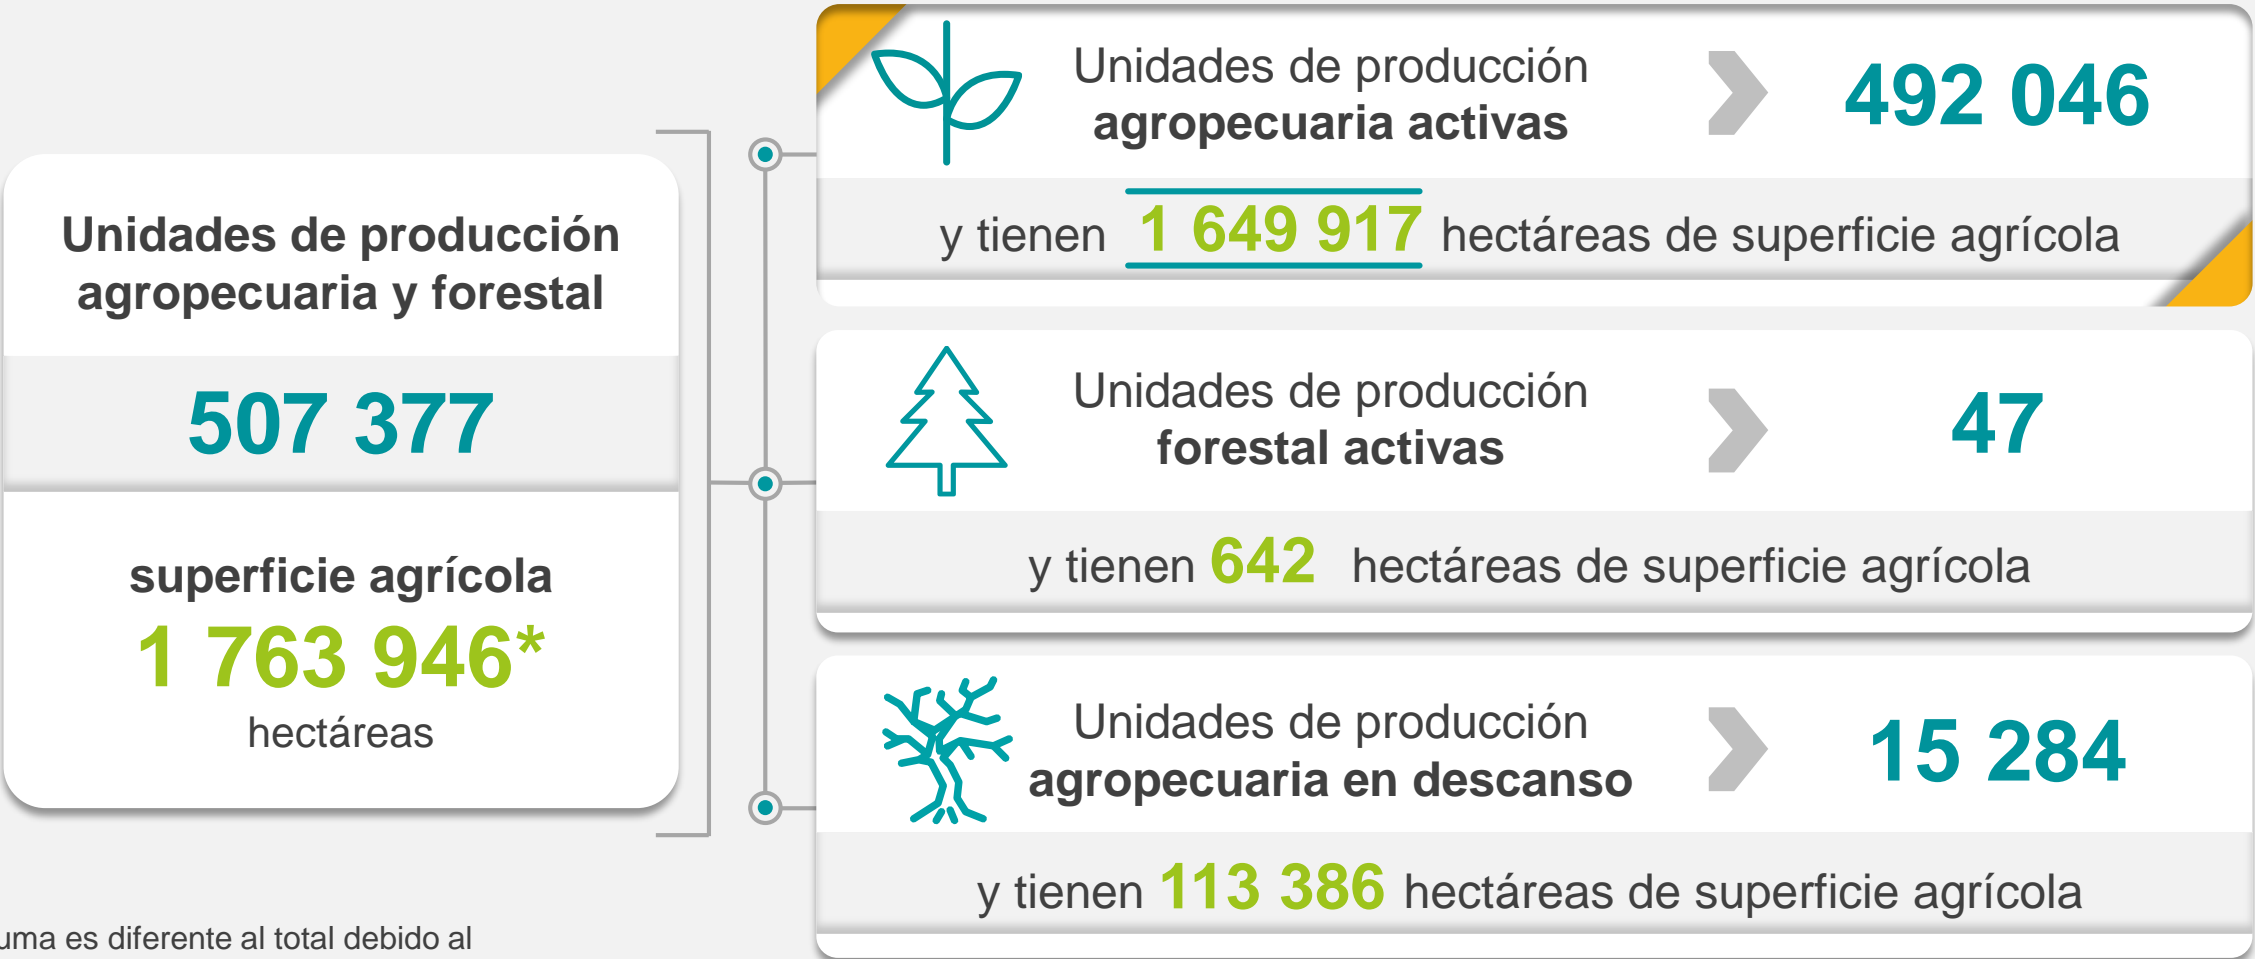 Unidades de producción
agropecuaria y forestal
507 377
superficie agrícola
1 763 946*
hectáreas
Unidades de producción
agropecuaria activas
492 046
y tienen 1 649 917 hectáreas de superficie agrícola
Unidades de producción
forestal activas
47
y tienen 642 hectáreas de superficie agrícola
Unidades de producción
agropecuaria en descanso
15 284
y tienen 113 386 hectáreas de superficie agrícola
es diferente al total debido al